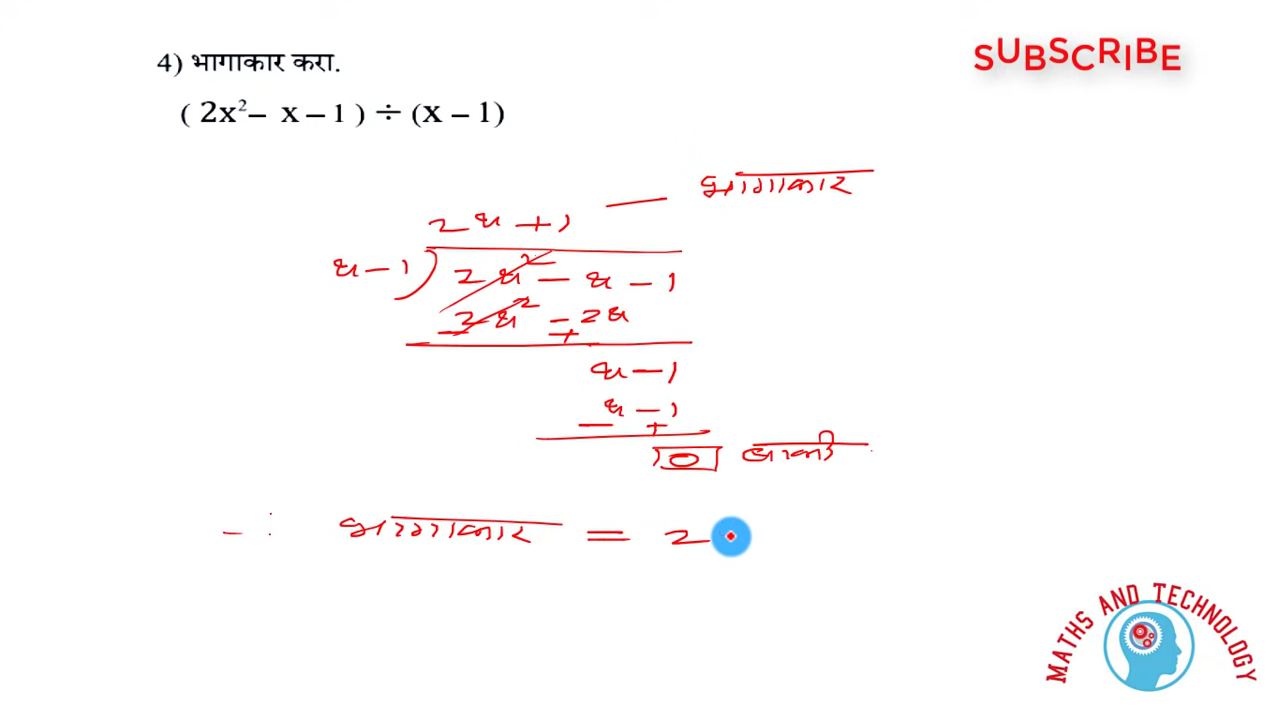 4) भागाकार करा.
SUBSCRIBE
( 2x² – x – 1 ) ÷ (x – 1)
भागाकार
2x + 1
x – 1 ) 2x² – x – 1
2x² – 2x
– +
x – 1
x – 1
– +
0 बाकी
∴ भागाकार = 2
MATHS AND TECHNOLOGY